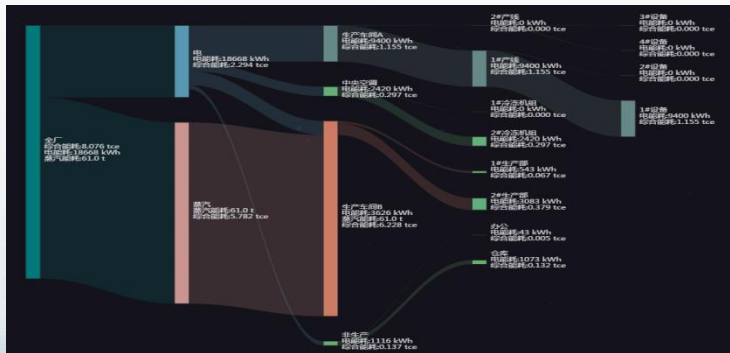 全厂
综合能耗:8.076 tce
电能耗:18668 kWh
蒸汽能耗:61.0 t
电
电能耗:18668 kWh
综合能耗:2.294 tce
蒸汽
蒸汽能耗:61.0 t
综合能耗:5.782 tce
生产车间A
电能耗:9400 kWh
综合能耗:1.155 tce
中央空调
电能耗:2420 kWh
综合能耗:0.297 tce
生产车间B
电能耗:3626 kWh
蒸汽能耗:61.0 t
综合能耗:6.228 tce
非生产
电能耗:1116 kWh
综合能耗:0.137 tce
2#产线
电能耗:0 kWh
综合能耗:0.000 tce
1#产线
电能耗:9400 kWh
综合能耗:1.155 tce
1#冷冻机组
电能耗:0 kWh
综合能耗:0.000 tce
2#冷冻机组
电能耗:2420 kWh
综合能耗:0.297 tce
1#生产部
电能耗:543 kWh
综合能耗:0.067 tce
2#生产部
电能耗:3083 kWh
综合能耗:0.379 tce
办公
电能耗:43 kWh
综合能耗:0.005 tce
仓库
电能耗:1073 kWh
综合能耗:0.132 tce
3#设备
电能耗:0 kWh
综合能耗:0.000 tce
4#设备
电能耗:0 kWh
综合能耗:0.000 tce
2#设备
电能耗:0 kWh
综合能耗:0.000 tce
1#设备
电能耗:9400 kWh
综合能耗:1.155 tce